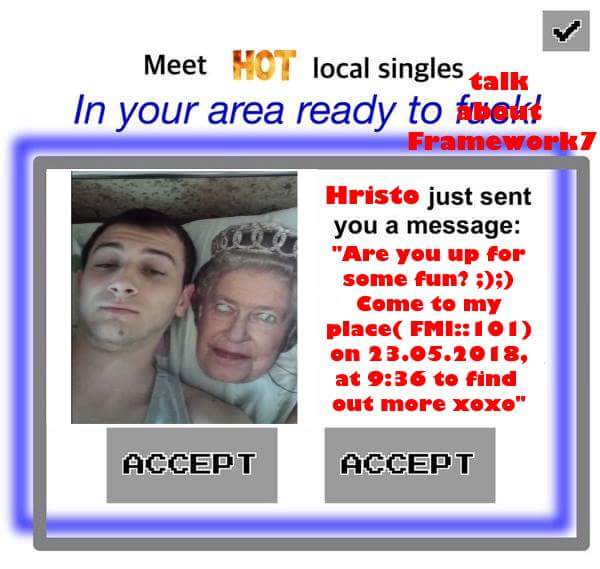 Meet HOT local singles
In your area ready to fuck!
talk
about
Framework7
Hristo just sent
you a message:
"Are you up for
some fun? ;);)
Come to my
place( FMI::101)
on 23.05.2018,
at 9:36 to find
out more xoxo"
ACCEPT ACCEPT